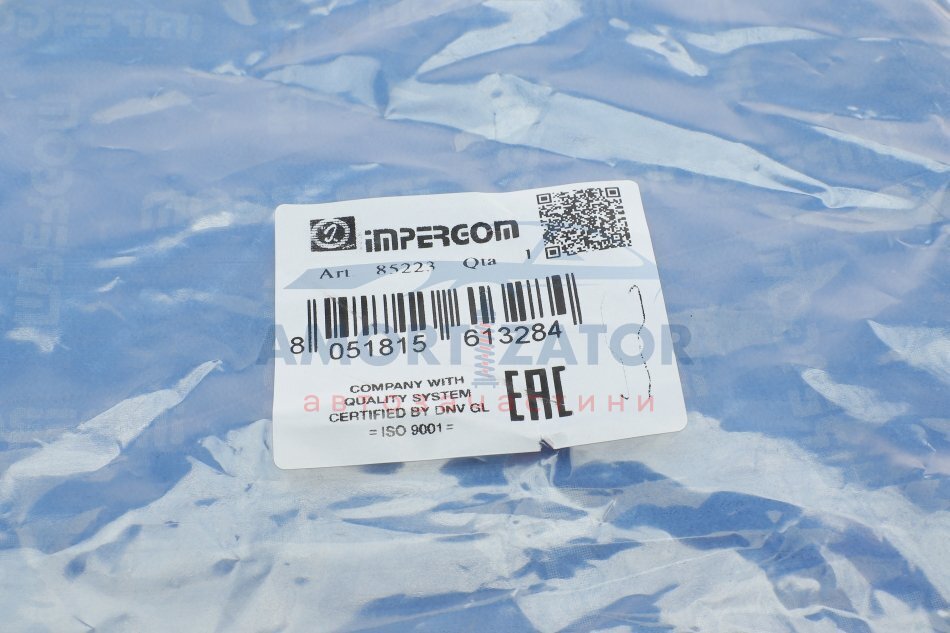 iMPERGOM
Art 85223 Qta 1
8 051815 613284
AMORTIZATOR
COMPANY WITH
QUALITY SYSTEM
CERTIFIED BY DNV GL
= ISO 9001 =
EAC
автозапчастини